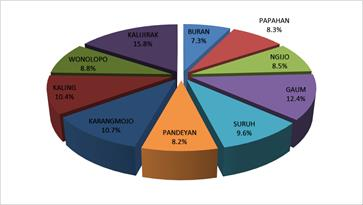 BURAN
7.3%
PAPAHAN
8.3%
NGIJO
8.5%
GAUM
12.4%
SURUH
9.6%
PANDEYAN
8.2%
KARANGMOJO
10.7%
KALING
10.4%
WONOLOPO
8.8%
KALIJIRAK
15.8%